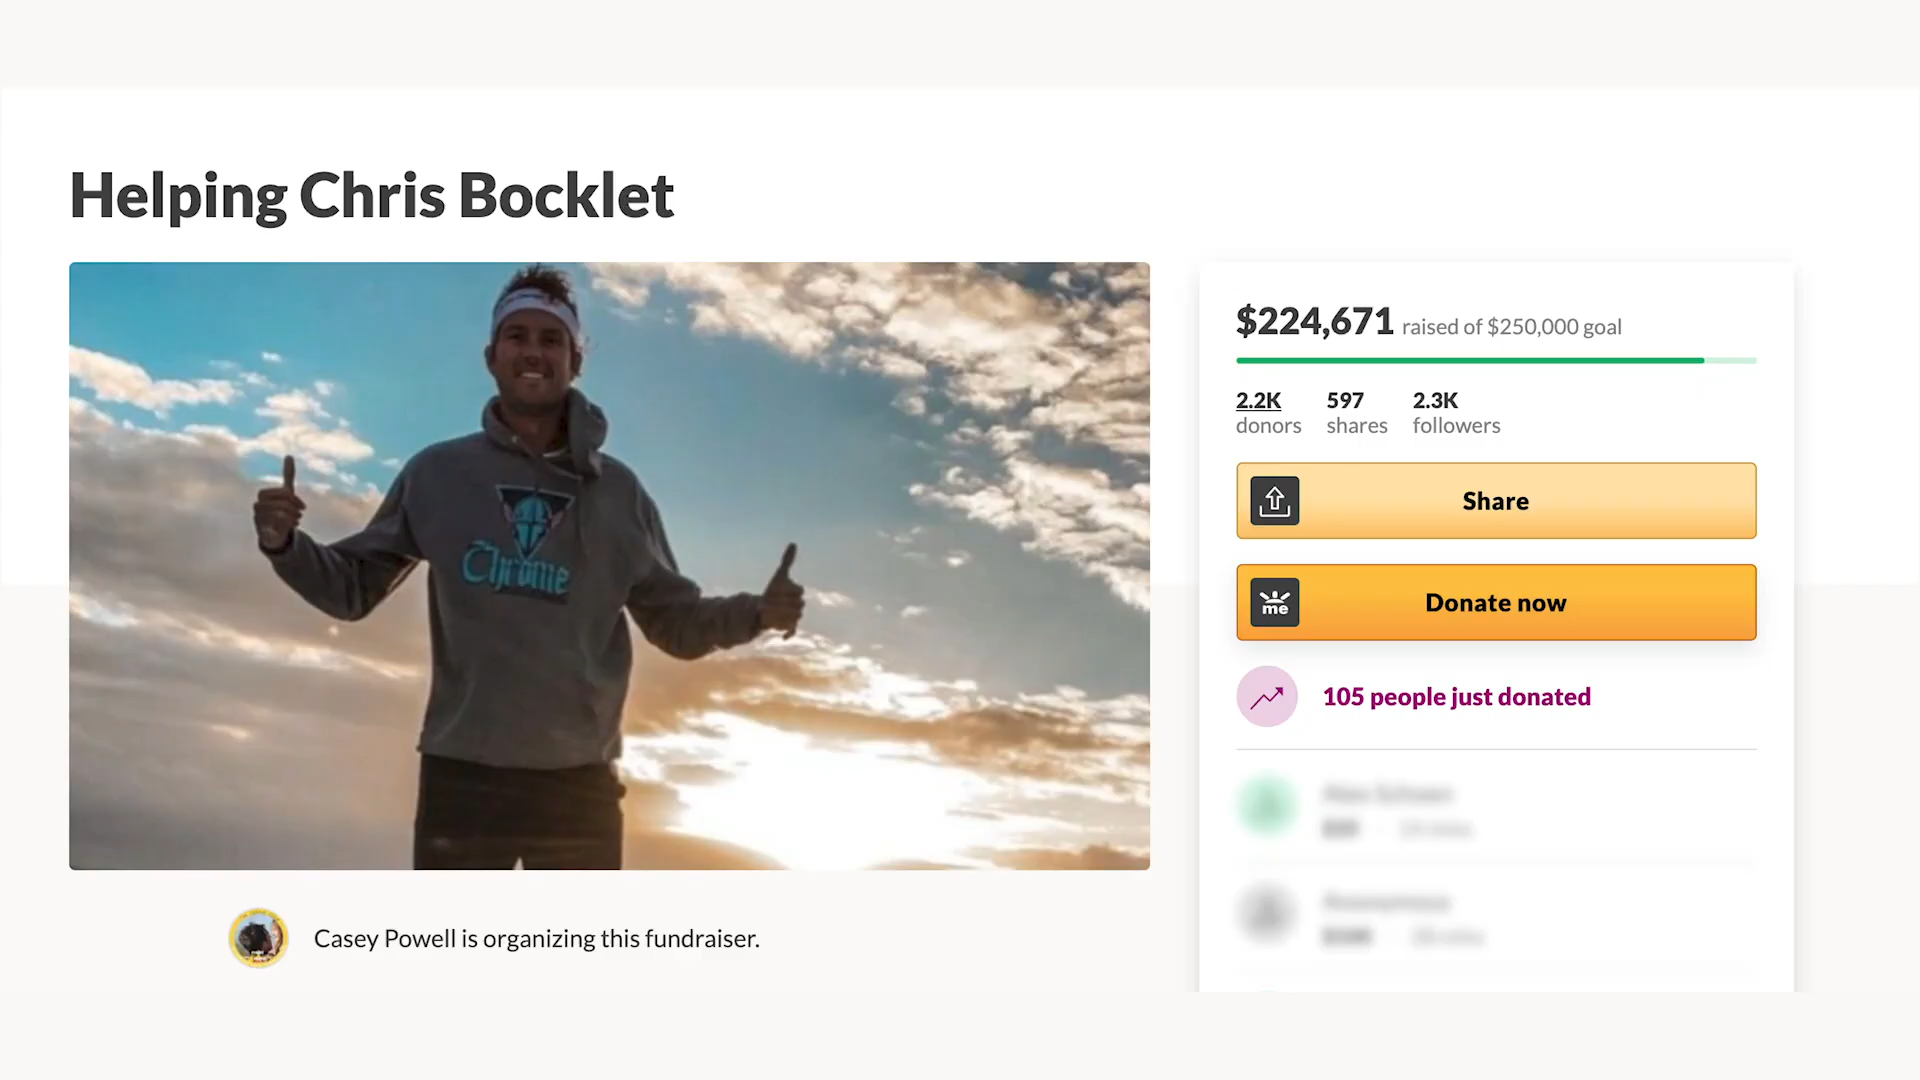 Helping Chris Bocklet
Chrome
$224,671 raised of $250,000 goal
2.2K 597 2.3K
donors shares followers
Share
me Donate now
105 people just donated
Casey Powell is organizing this fundraiser.